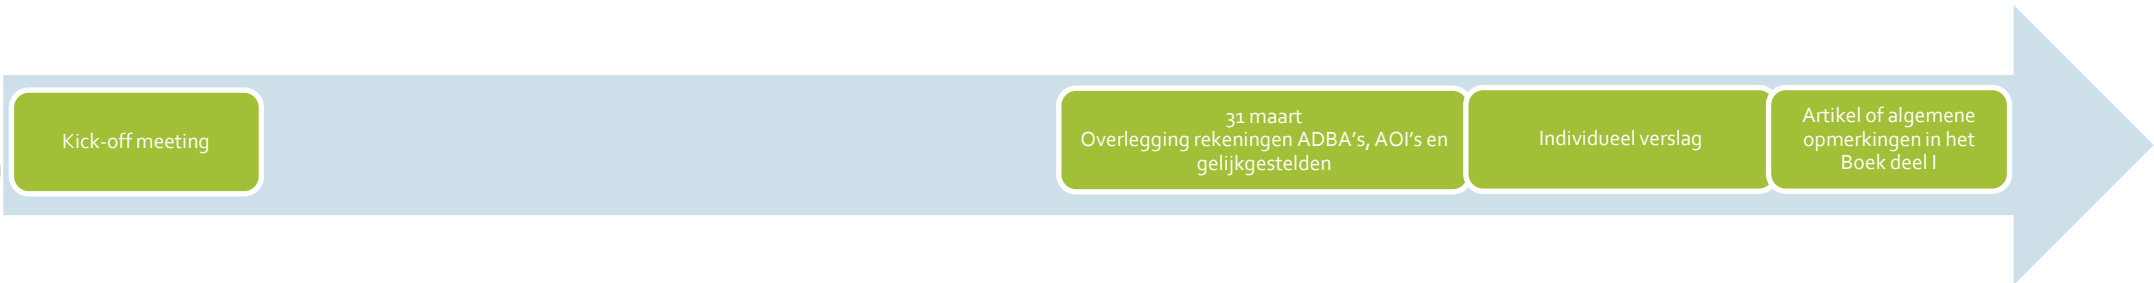 Kick-off meeting
31 maart
Overlegging rekeningen ADBA’s, AOI’s en
gelijkgestelden
Individueel verslag
Artikel of algemene
opmerkingen in het
Boek deel I